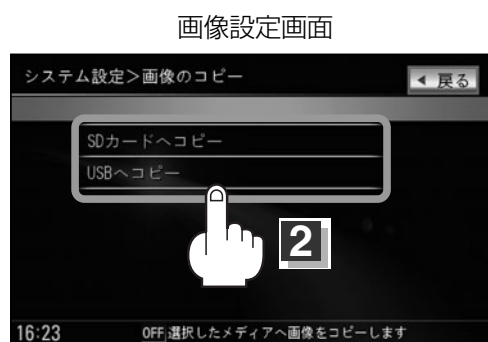 画像設定画面
システム設定＞画像のコピー
◀ 戻る
SDカードへコピー
USBへコピー
2
16:23 OFF 選択したメディアへ画像をコピーします